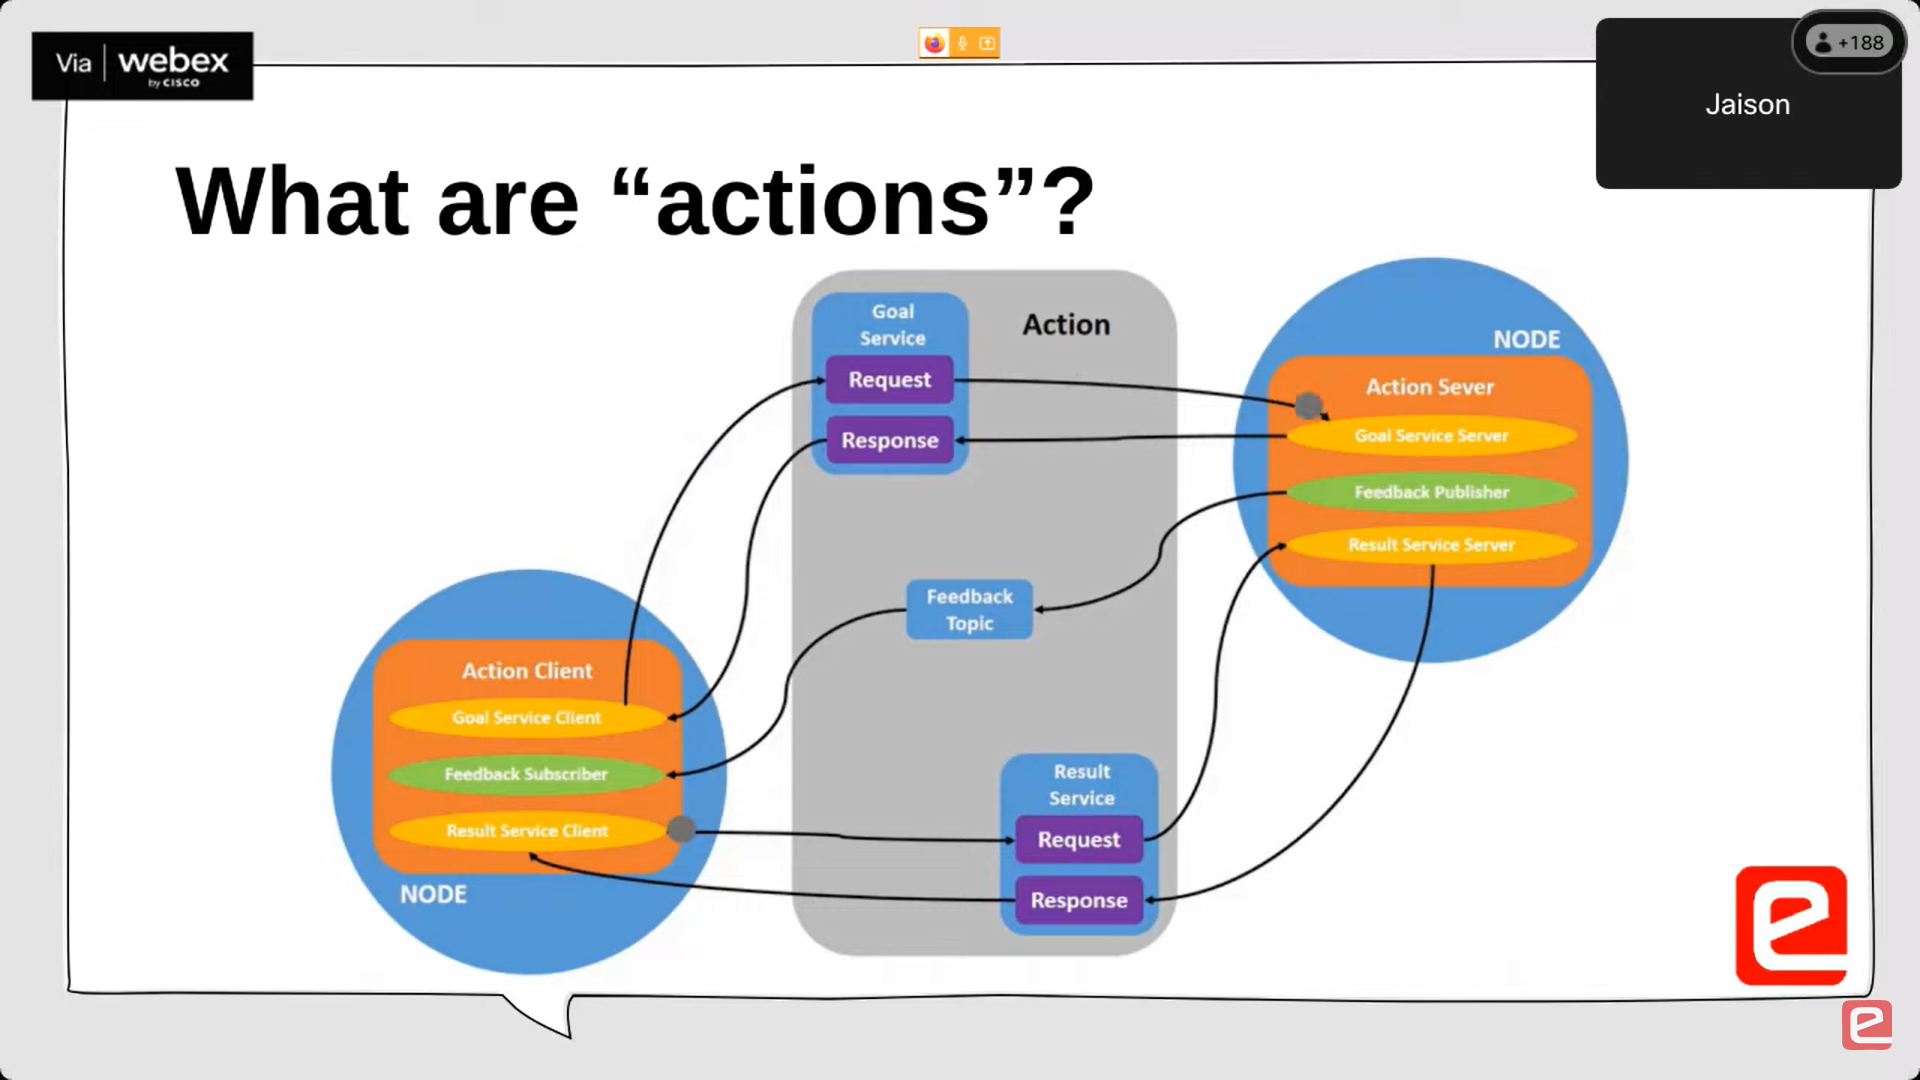 Via webex
by CISCO
+188
Jaison
What are “actions”?
Goal
Service
Action
Request
Response
NODE
Action Sever
Goal Service Server
Feedback Publisher
Result Service Server
Feedback
Topic
Action Client
Goal Service Client
Feedback Subscriber
Result Service Client
NODE
Result
Service
Request
Response